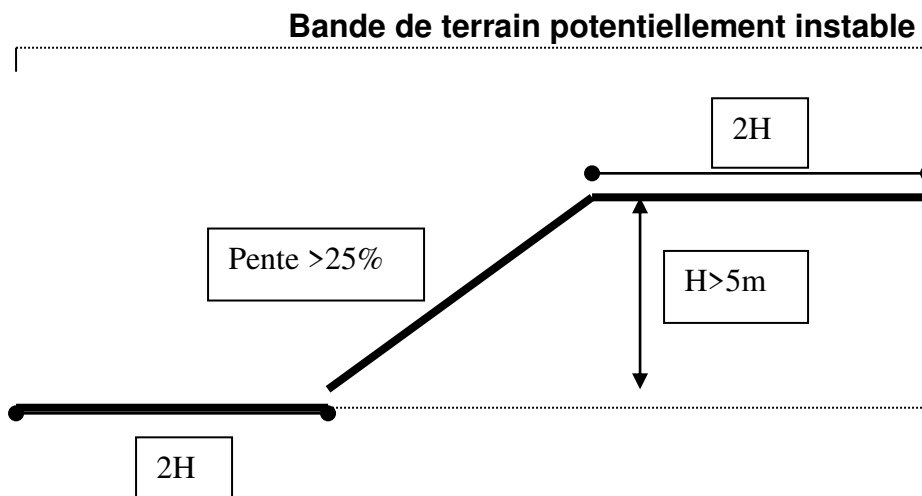 Bande de terrain potentiellement instable
2H
Pente >25%
H>5m
2H